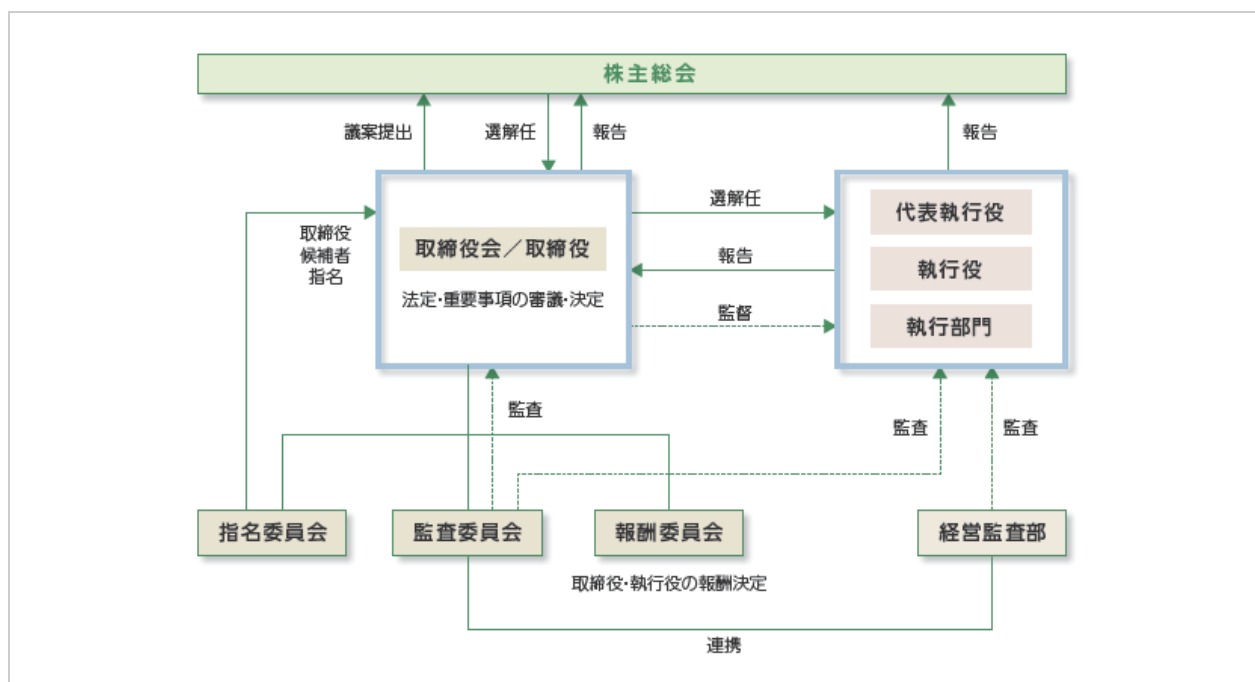 株主総会
議案提出
選解任
報告
報告
取締役
候補者
指名
取締役会／取締役
法定・重要事項の審議・決定
選解任
報告
監督
代表執行役
執行役
執行部門
監査
監査
監査
指名委員会
監査委員会
報酬委員会
経営監査部
取締役・執行役の報酬決定
連携